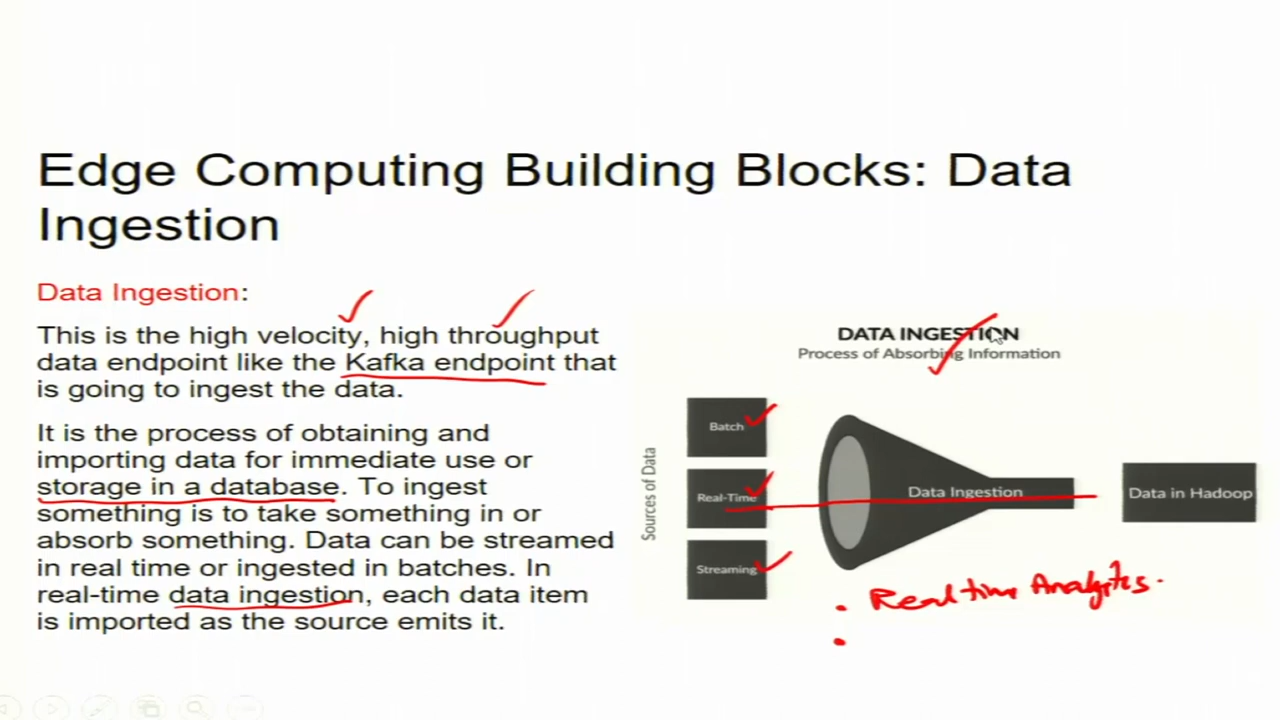 Edge Computing Building Blocks: Data
Ingestion
Data Ingestion:
This is the high velocity, high throughput
data endpoint like the Kafka endpoint that
is going to ingest the data.
It is the process of obtaining and
importing data for immediate use or
storage in a database. To ingest
something is to take something in or
absorb something. Data can be streamed
in real time or ingested in batches. In
real-time data ingestion, each data item
is imported as the source emits it.
DATA INGESTION
Process of Absorbing Information
Sources of Data
Batch
Real-Time
Streaming
Data Ingestion
Data in Hadoop
• Real time Analytics.
•